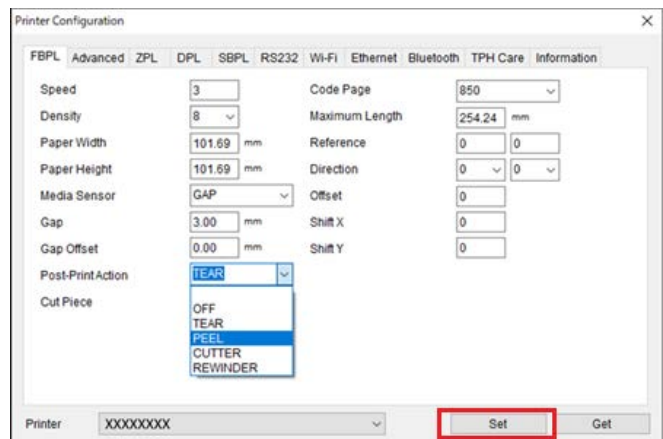 Printer Configuration
FBPL Advanced ZPL DPL SBPL RS232 Wi-Fi Ethernet Bluetooth TPH Care Information
Speed 3 Code Page 850
Density 8 Maximum Length 254.24 mm
Paper Width 101.69 mm Reference 0 0
Paper Height 101.69 mm Direction 0 0
Media Sensor GAP Offset 0
Gap 3.00 mm Shift X 0
Gap Offset 0.00 mm Shift Y 0
Post-Print Action TEAR
Cut Piece
OFF
TEAR
PEEL
CUTTER
REWINDER
Printer XXXXXXXX Set Get